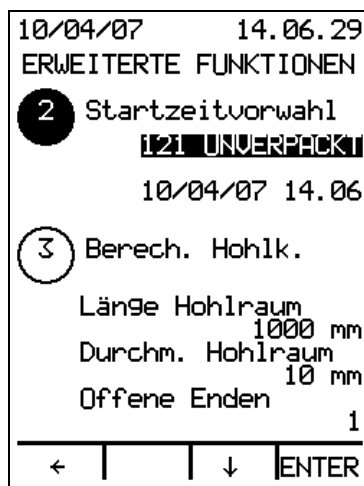 10/04/07 14.06.29
ERWEITERTE FUNKTIONEN
2 Startzeitvorwahl
121 UNVERPACKT
10/04/07 14.06
3 Berech. Hohlk.
Länge Hohlraum
1000 mm
Durchm. Hohlraum
10 mm
Offene Enden
1
← ↓ ENTER